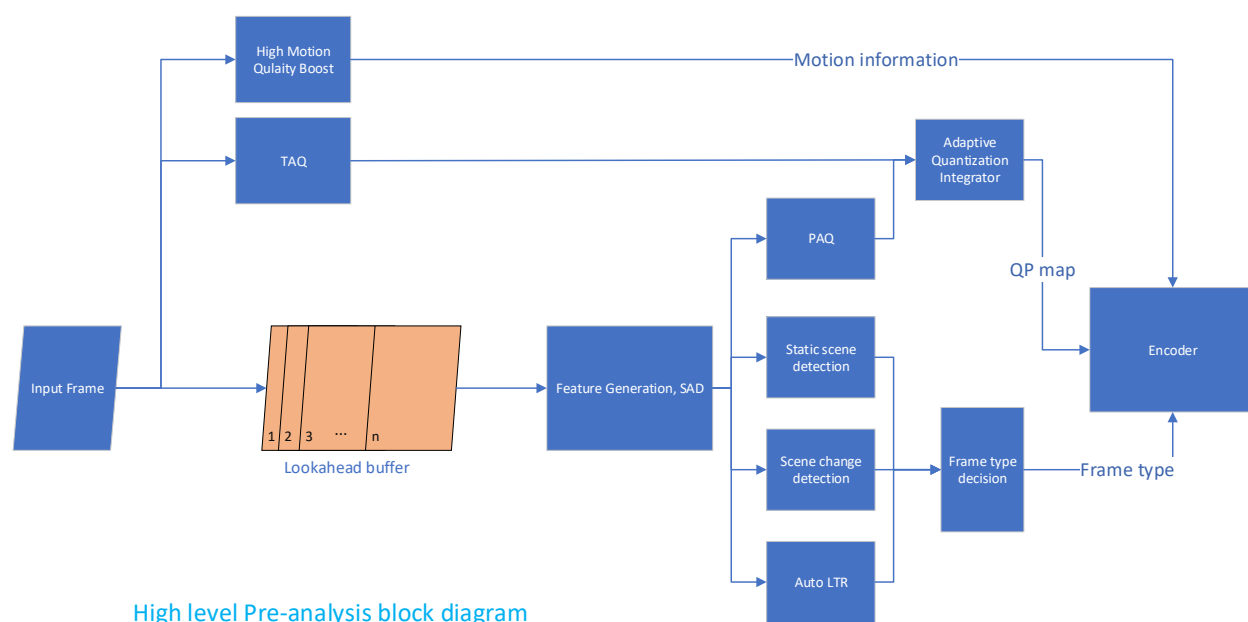 High Motion
Qulaity Boost
Motion information
TAQ
Adaptive
Quantization
Integrator
PAQ
QP map
Input Frame
1 2 3 ... n
Lookahead buffer
Feature Generation, SAD
Static scene
detection
Encoder
Scene change
detection
Frame type
decision
Frame type
Auto LTR
High level Pre-analysis block diagram